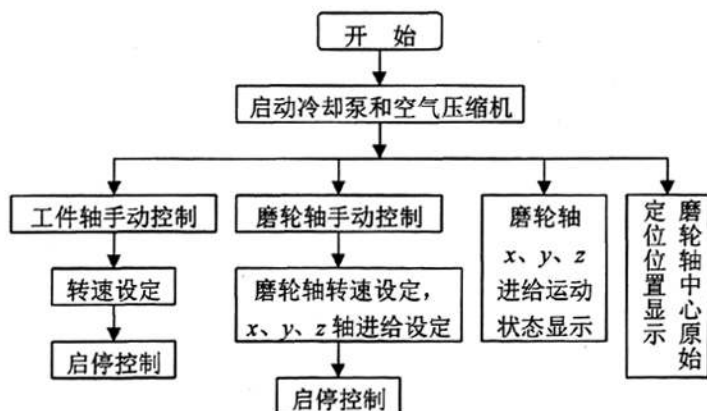 开 始
启动冷却泵和空气压缩机
工件轴手动控制
转速设定
启停控制
磨轮轴手动控制
磨轮轴转速设定，
x、y、z 轴进给设定
启停控制
磨轮轴
x、y、z
进给运动
状态显示
磨轮轴中心原始
定位位置显示